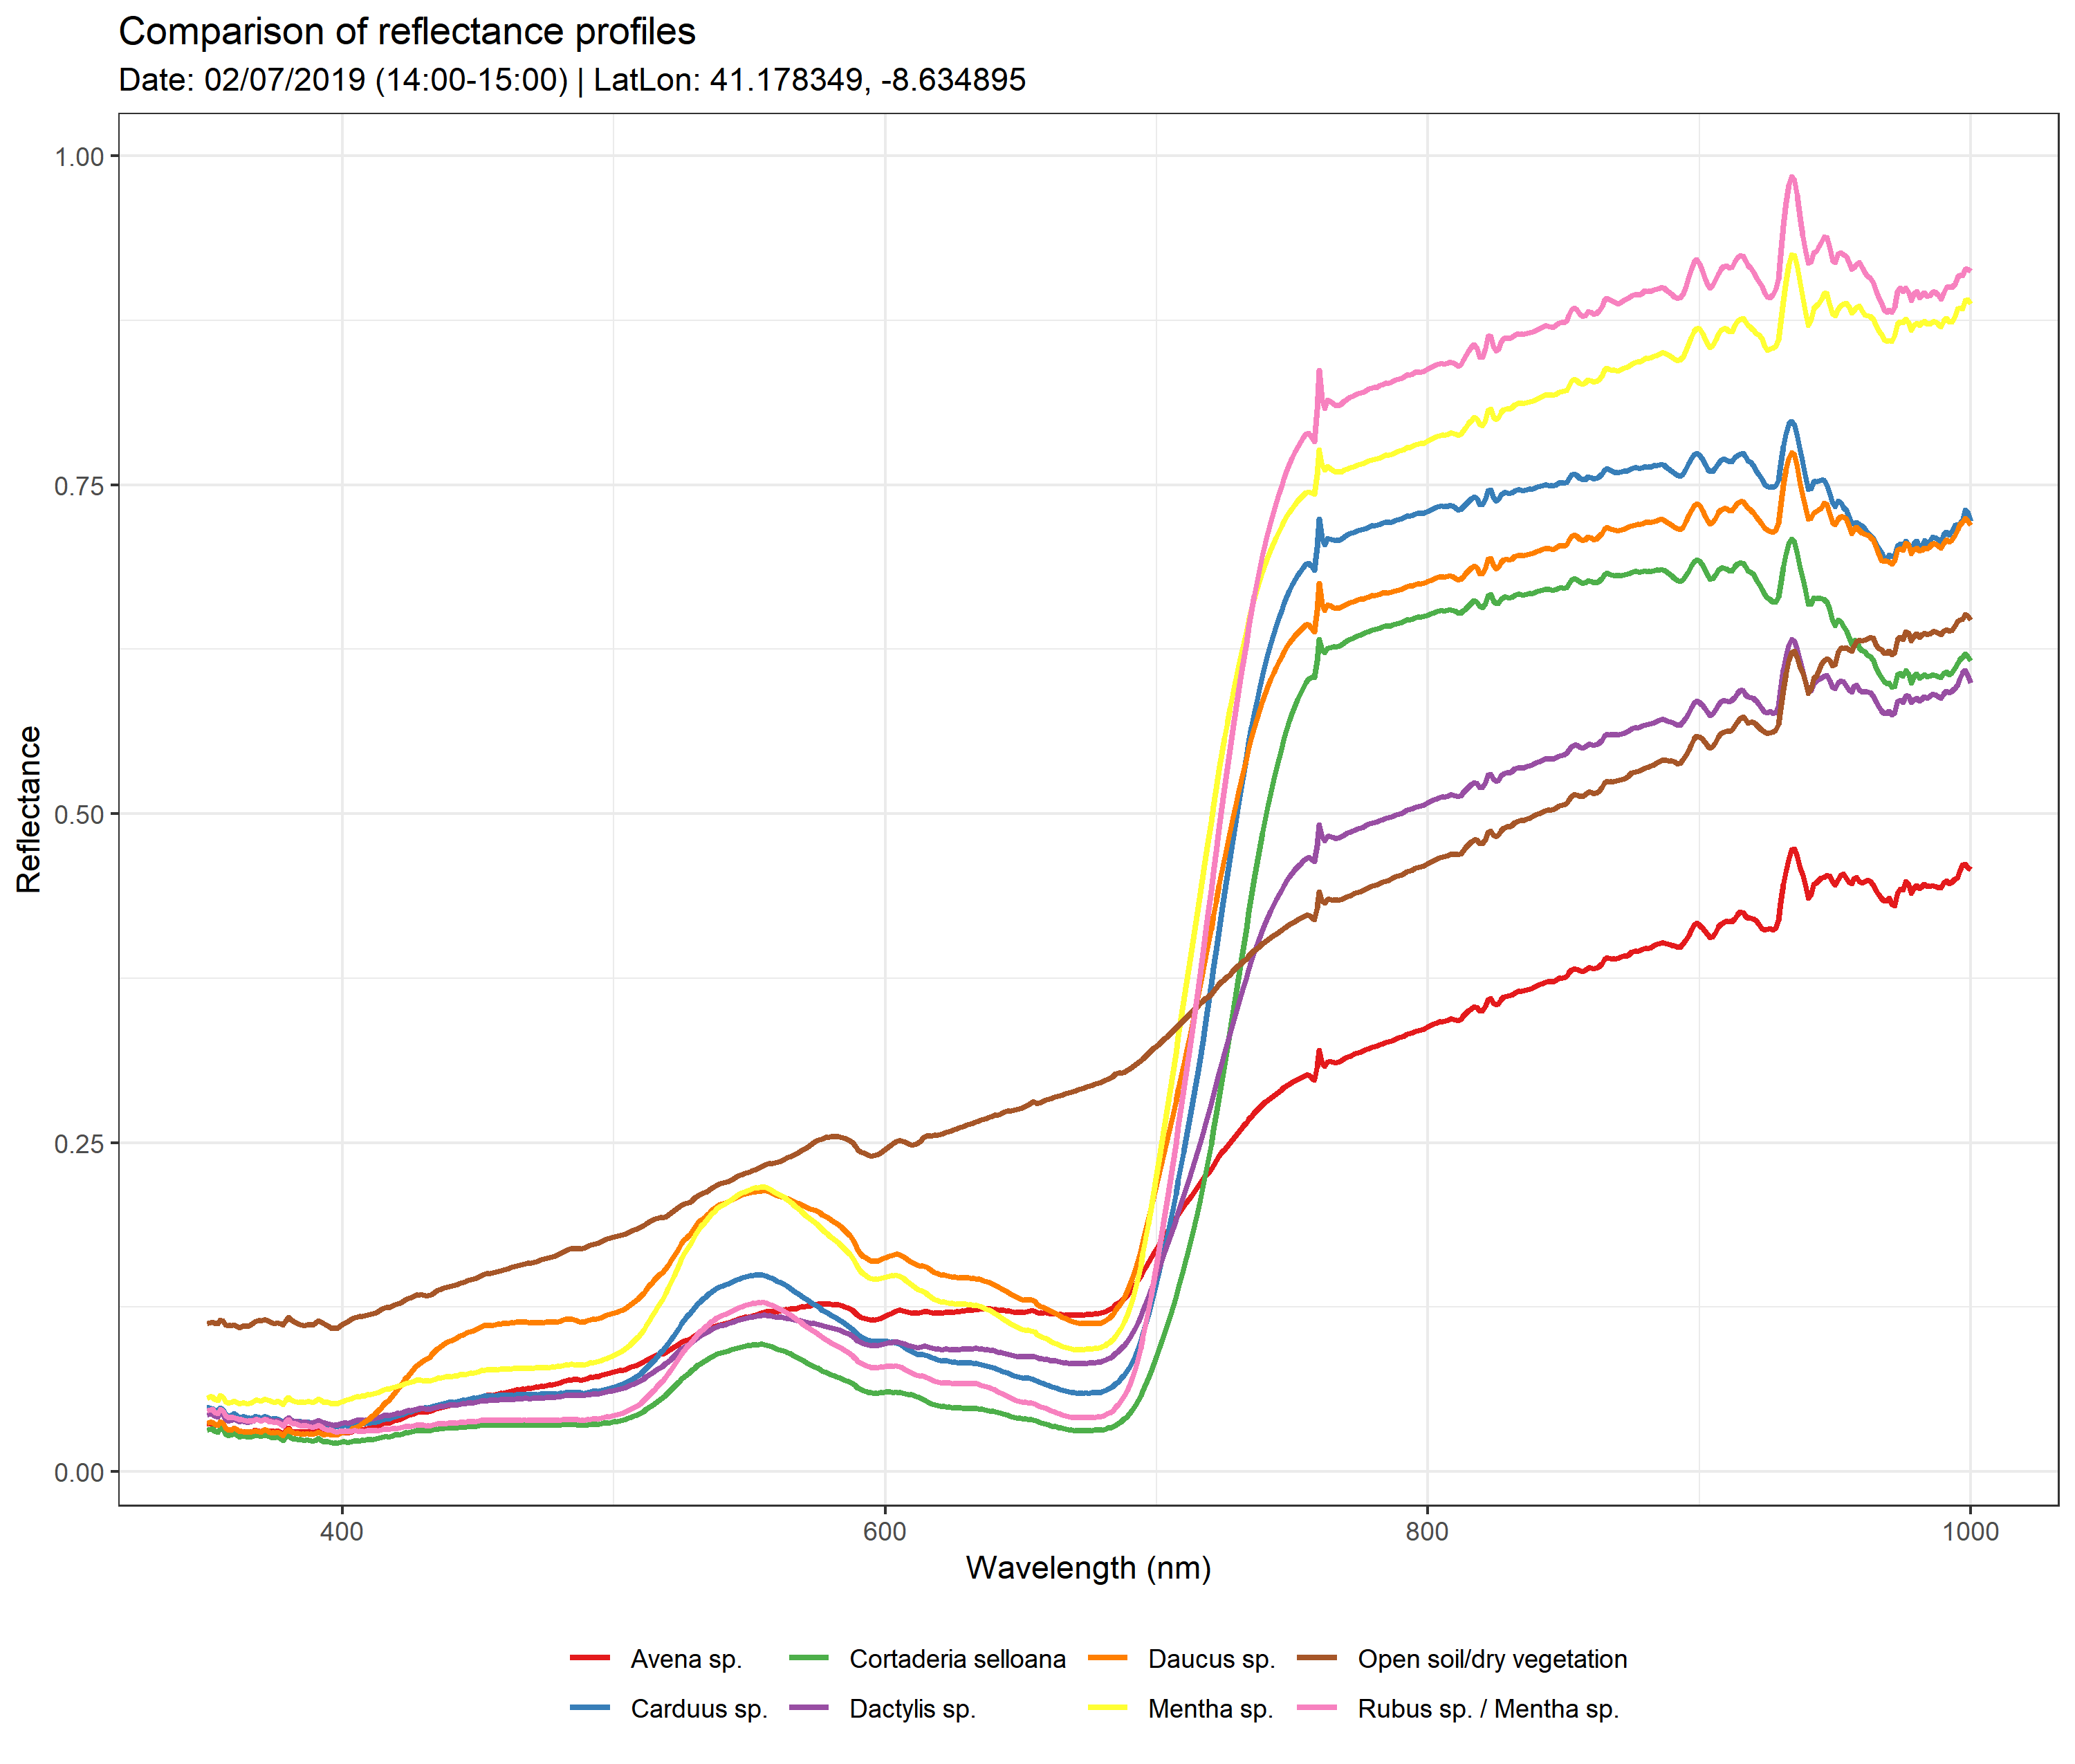 Comparison of reflectance profiles
Date: 02/07/2019 (14:00-15:00) | LatLon: 41.178349, -8.634895
1.00
0.75
0.50
0.25
0.00
Reflectance
400 600 800 1000
Wavelength (nm)
Avena sp. Cortaderia selloana Daucus sp. Open soil/dry vegetation
Carduus sp. Dactylis sp. Mentha sp. Rubus sp. / Mentha sp.